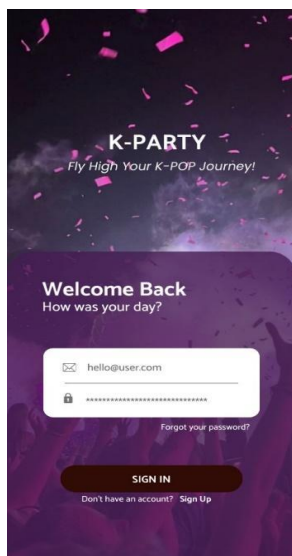 K-PARTY
Fly High Your K-POP Journey!
Welcome Back
How was your day?
hello@user.com
******************************
Forgot your password?
SIGN IN
Don't have an account? Sign Up